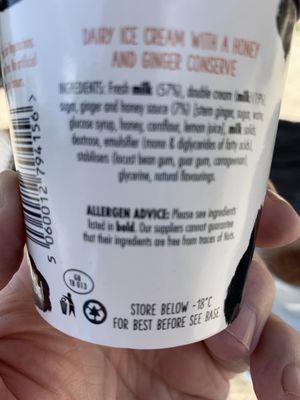 DAIRY ICE CREAM WITH A HONEY
AND GINGER CONSERVE
INGREDIENTS: Fresh milk (57%), double cream (milk) (19%),
sugar, ginger and honey sauce (7%) [stem ginger, sugar, water,
glucose syrup, honey, cornflour, lemon juice], milk solids,
dextrose, emulsifier (mono & diglycerides of fatty acids),
stabilisers (locust bean gum, guar gum, carrageenan),
glycerine, natural flavourings.
ALLERGEN ADVICE: Please see ingredients
listed in bold. Our suppliers cannot guarantee
that their ingredients are free from traces of Nuts.
5 060012 794156 >
GB
YB 013
STORE BELOW -18°C
FOR BEST BEFORE SEE BASE